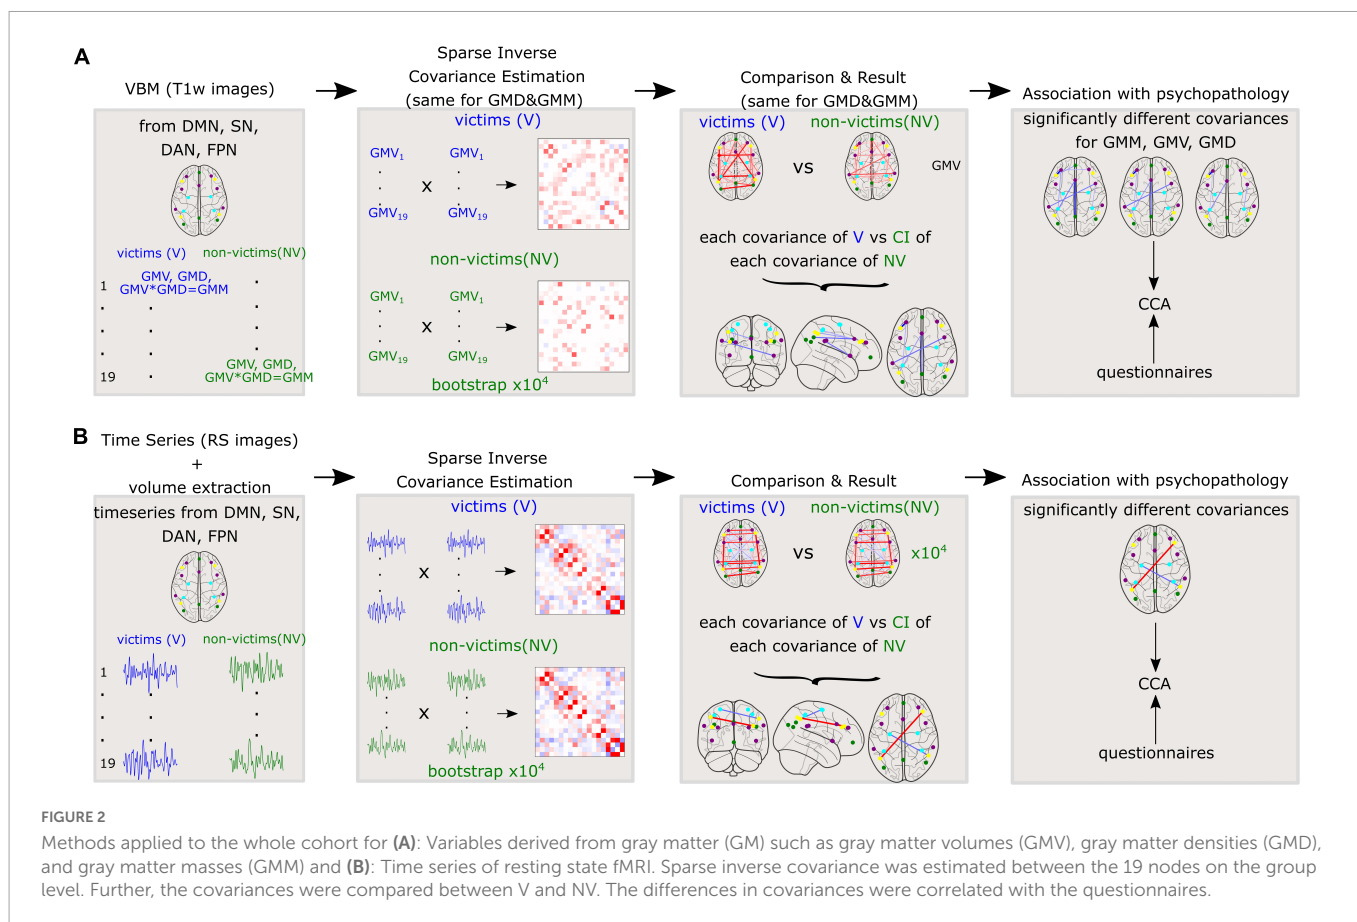 A
VBM (T1w images)
from DMN, SN,
DAN, FPN
victims (V) non-victims(NV)
1
GMV, GMD,
GMV*GMD=GMM
GMV, GMD,
GMV*GMD=GMM
19
Sparse Inverse
Covariance Estimation
(same for GMD&GMM)
victims (V)
GMV1 GMV1
x
GMV19 GMV19
non-victims(NV)
GMV1 GMV1
x
GMV19 GMV19
bootstrap x10^4
Comparison & Result
(same for GMD&GMM)
victims (V) non-victims(NV)
vs
GMV
each covariance of V vs CI of
each covariance of NV
Association with psychopathology
significantly different covariances
for GMM, GMV, GMD
CCA
questionnaires
B
Time Series (RS images)
+
volume extraction
timeseries from DMN, SN,
DAN, FPN
victims (V) non-victims(NV)
1
19
Sparse Inverse
Covariance Estimation
victims (V)
x
non-victims(NV)
x
bootstrap x10^4
Comparison & Result
victims (V) non-victims(NV)
vs
x10^4
each covariance of V vs CI of
each covariance of NV
Association with psychopathology
significantly different covariances
CCA
questionnaires
FIGURE 2
Methods applied to the whole cohort for (A): Variables derived from gray matter (GM) such as gray matter volumes (GMV), gray matter densities (GMD),
and gray matter masses (GMM) and (B): Time series of resting state fMRI. Sparse inverse covariance was estimated between the 19 nodes on the group
level. Further, the covariances were compared between V and NV. The differences in covariances were correlated with the questionnaires.